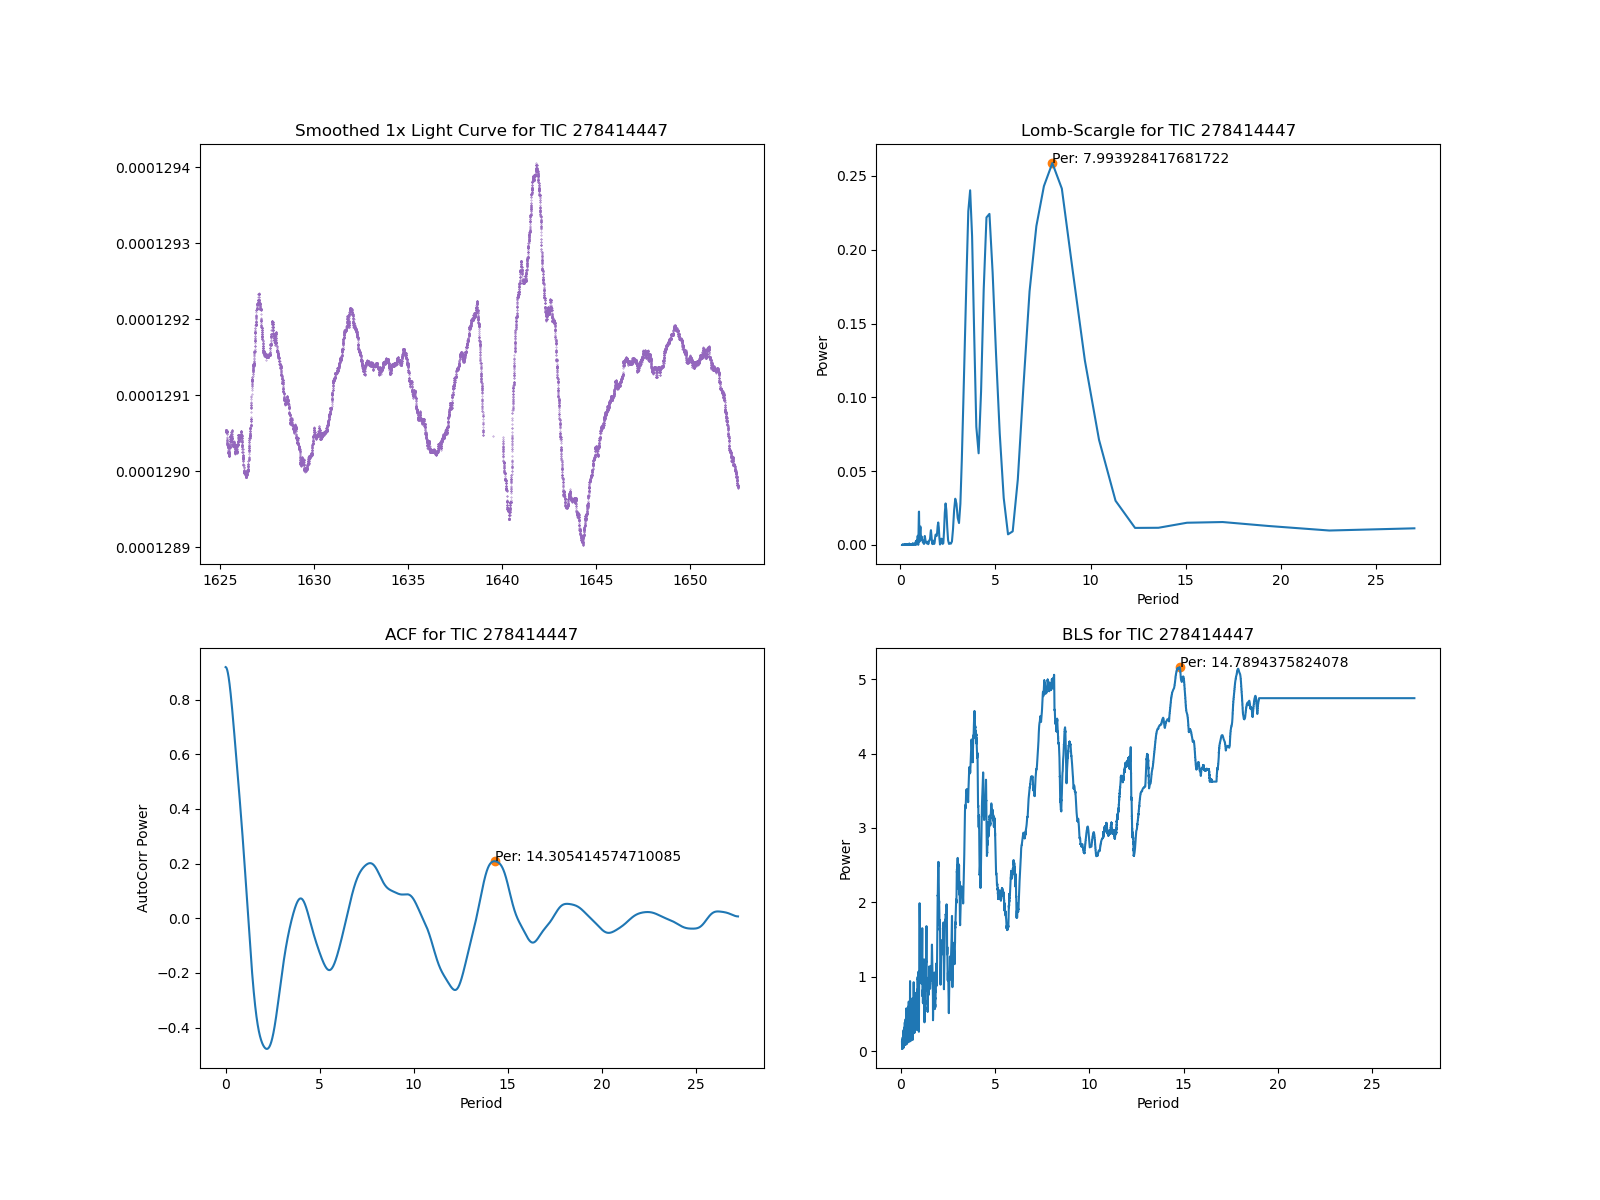 Smoothed 1x Light Curve for TIC 278414447
0.0001294
0.0001293
0.0001292
0.0001291
0.0001290
0.0001289
1625 1630 1635 1640 1645 1650
Lomb-Scargle for TIC 278414447
Per: 7.993928417681722
Power
0.25
0.20
0.15
0.10
0.05
0.00
0 5 10 15 20 25
Period
ACF for TIC 278414447
Per: 14.305414574710085
AutoCorr Power
0.8
0.6
0.4
0.2
0.0
−0.2
−0.4
0 5 10 15 20 25
Period
BLS for TIC 278414447
Per: 14.7894375824078
Power
5
4
3
2
1
0
0 5 10 15 20 25
Period